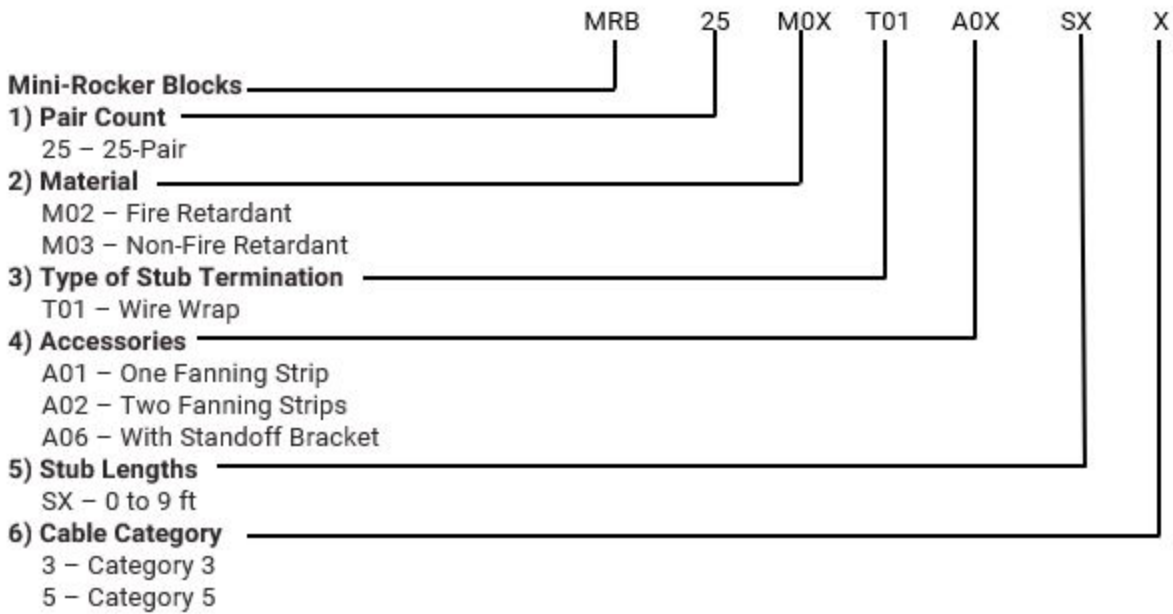 MRB 25 M0X T01 A0X SX X
Mini-Rocker Blocks
1) Pair Count
25 – 25-Pair
2) Material
M02 – Fire Retardant
M03 – Non-Fire Retardant
3) Type of Stub Termination
T01 – Wire Wrap
4) Accessories
A01 – One Fanning Strip
A02 – Two Fanning Strips
A06 – With Standoff Bracket
5) Stub Lengths
SX – 0 to 9 ft
6) Cable Category
3 – Category 3
5 – Category 5